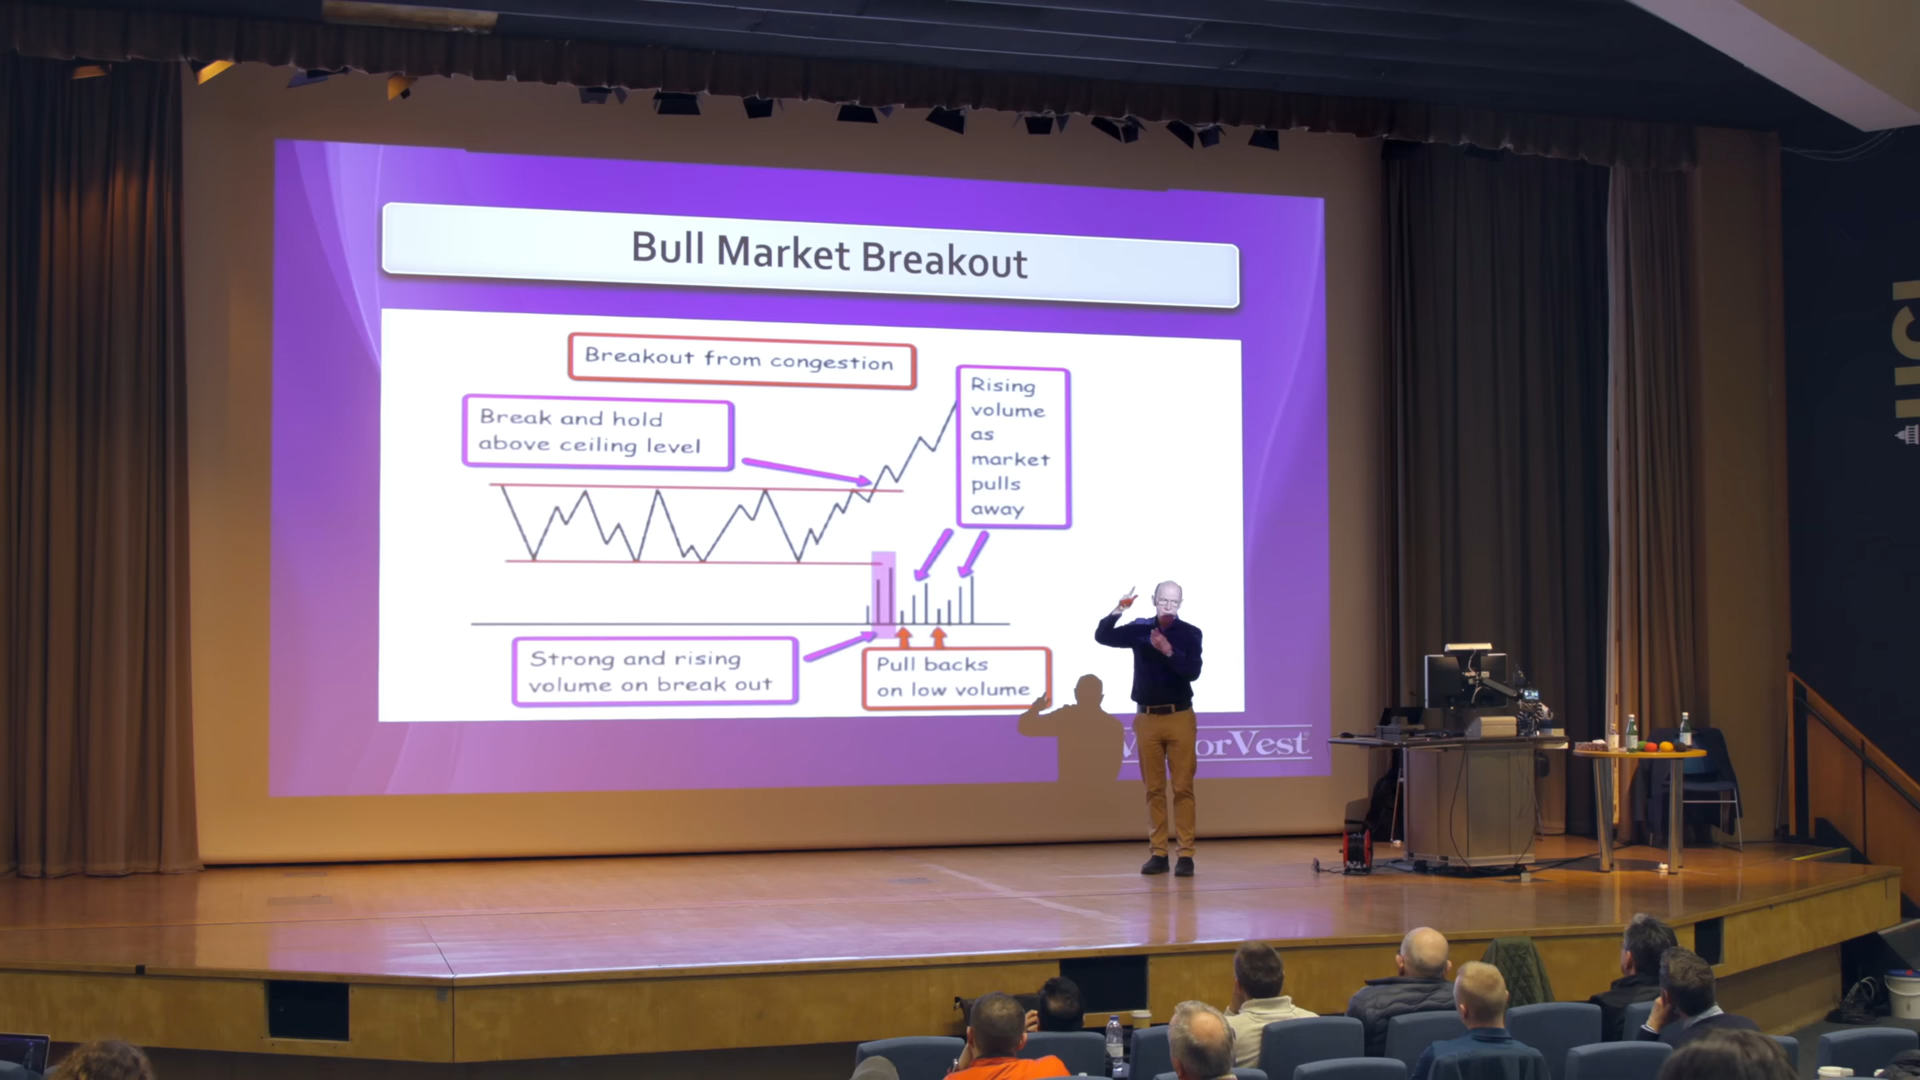 Bull Market Breakout
Breakout from congestion
Break and hold
above ceiling level
Rising
volume
as
market
pulls
away
Strong and rising
volume on break out
Pull backs
on low volume
UCL